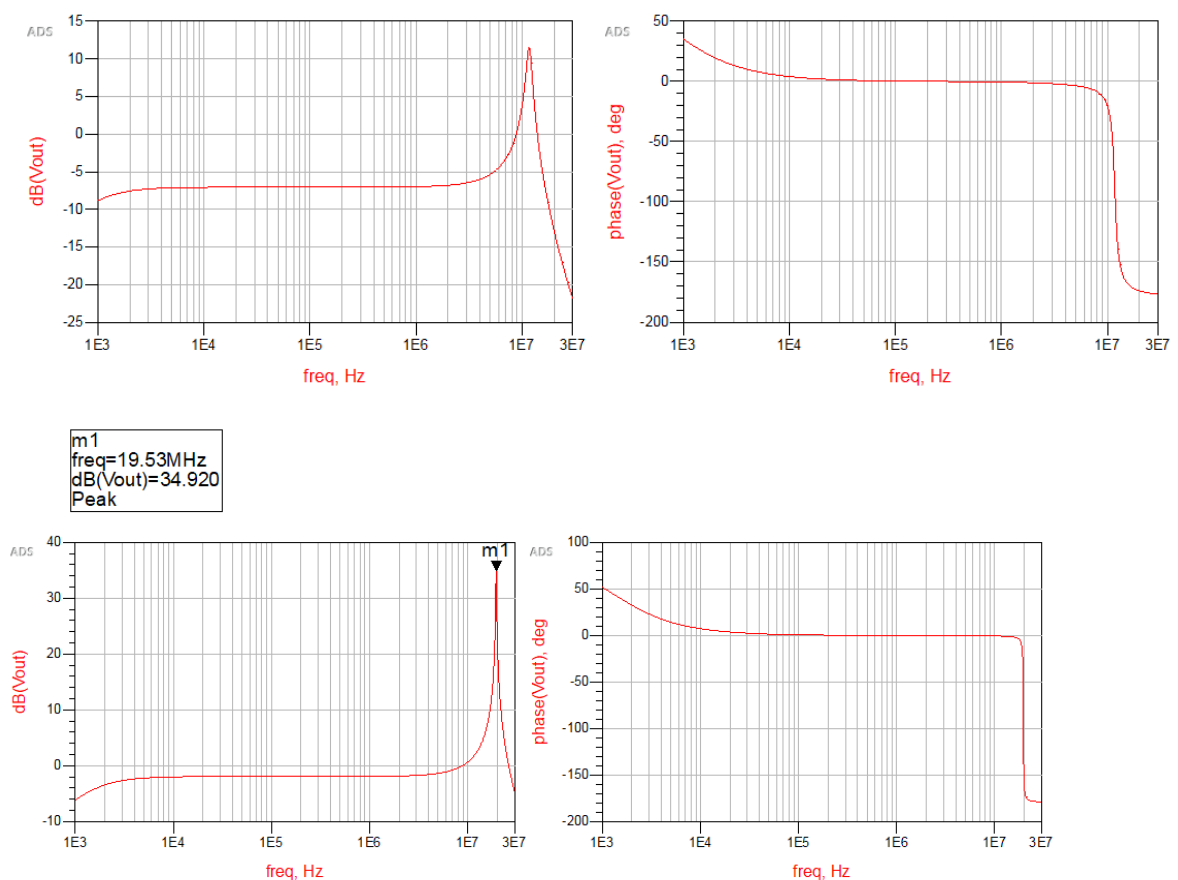 ADS
15
10
5
0
-5
-10
-15
-20
-25
dB(Vout)
1E3 1E4 1E5 1E6 1E7 3E7
freq, Hz
ADS
50
0
-50
-100
-150
-200
phase(Vout), deg
1E3 1E4 1E5 1E6 1E7 3E7
freq, Hz
m1
freq=19.53MHz
dB(Vout)=34.920
Peak
ADS
40
30
20
10
0
-10
dB(Vout)
m1
1E3 1E4 1E5 1E6 1E7 3E7
freq, Hz
ADS
100
50
0
-50
-100
-150
-200
phase(Vout), deg
1E3 1E4 1E5 1E6 1E7 3E7
freq, Hz